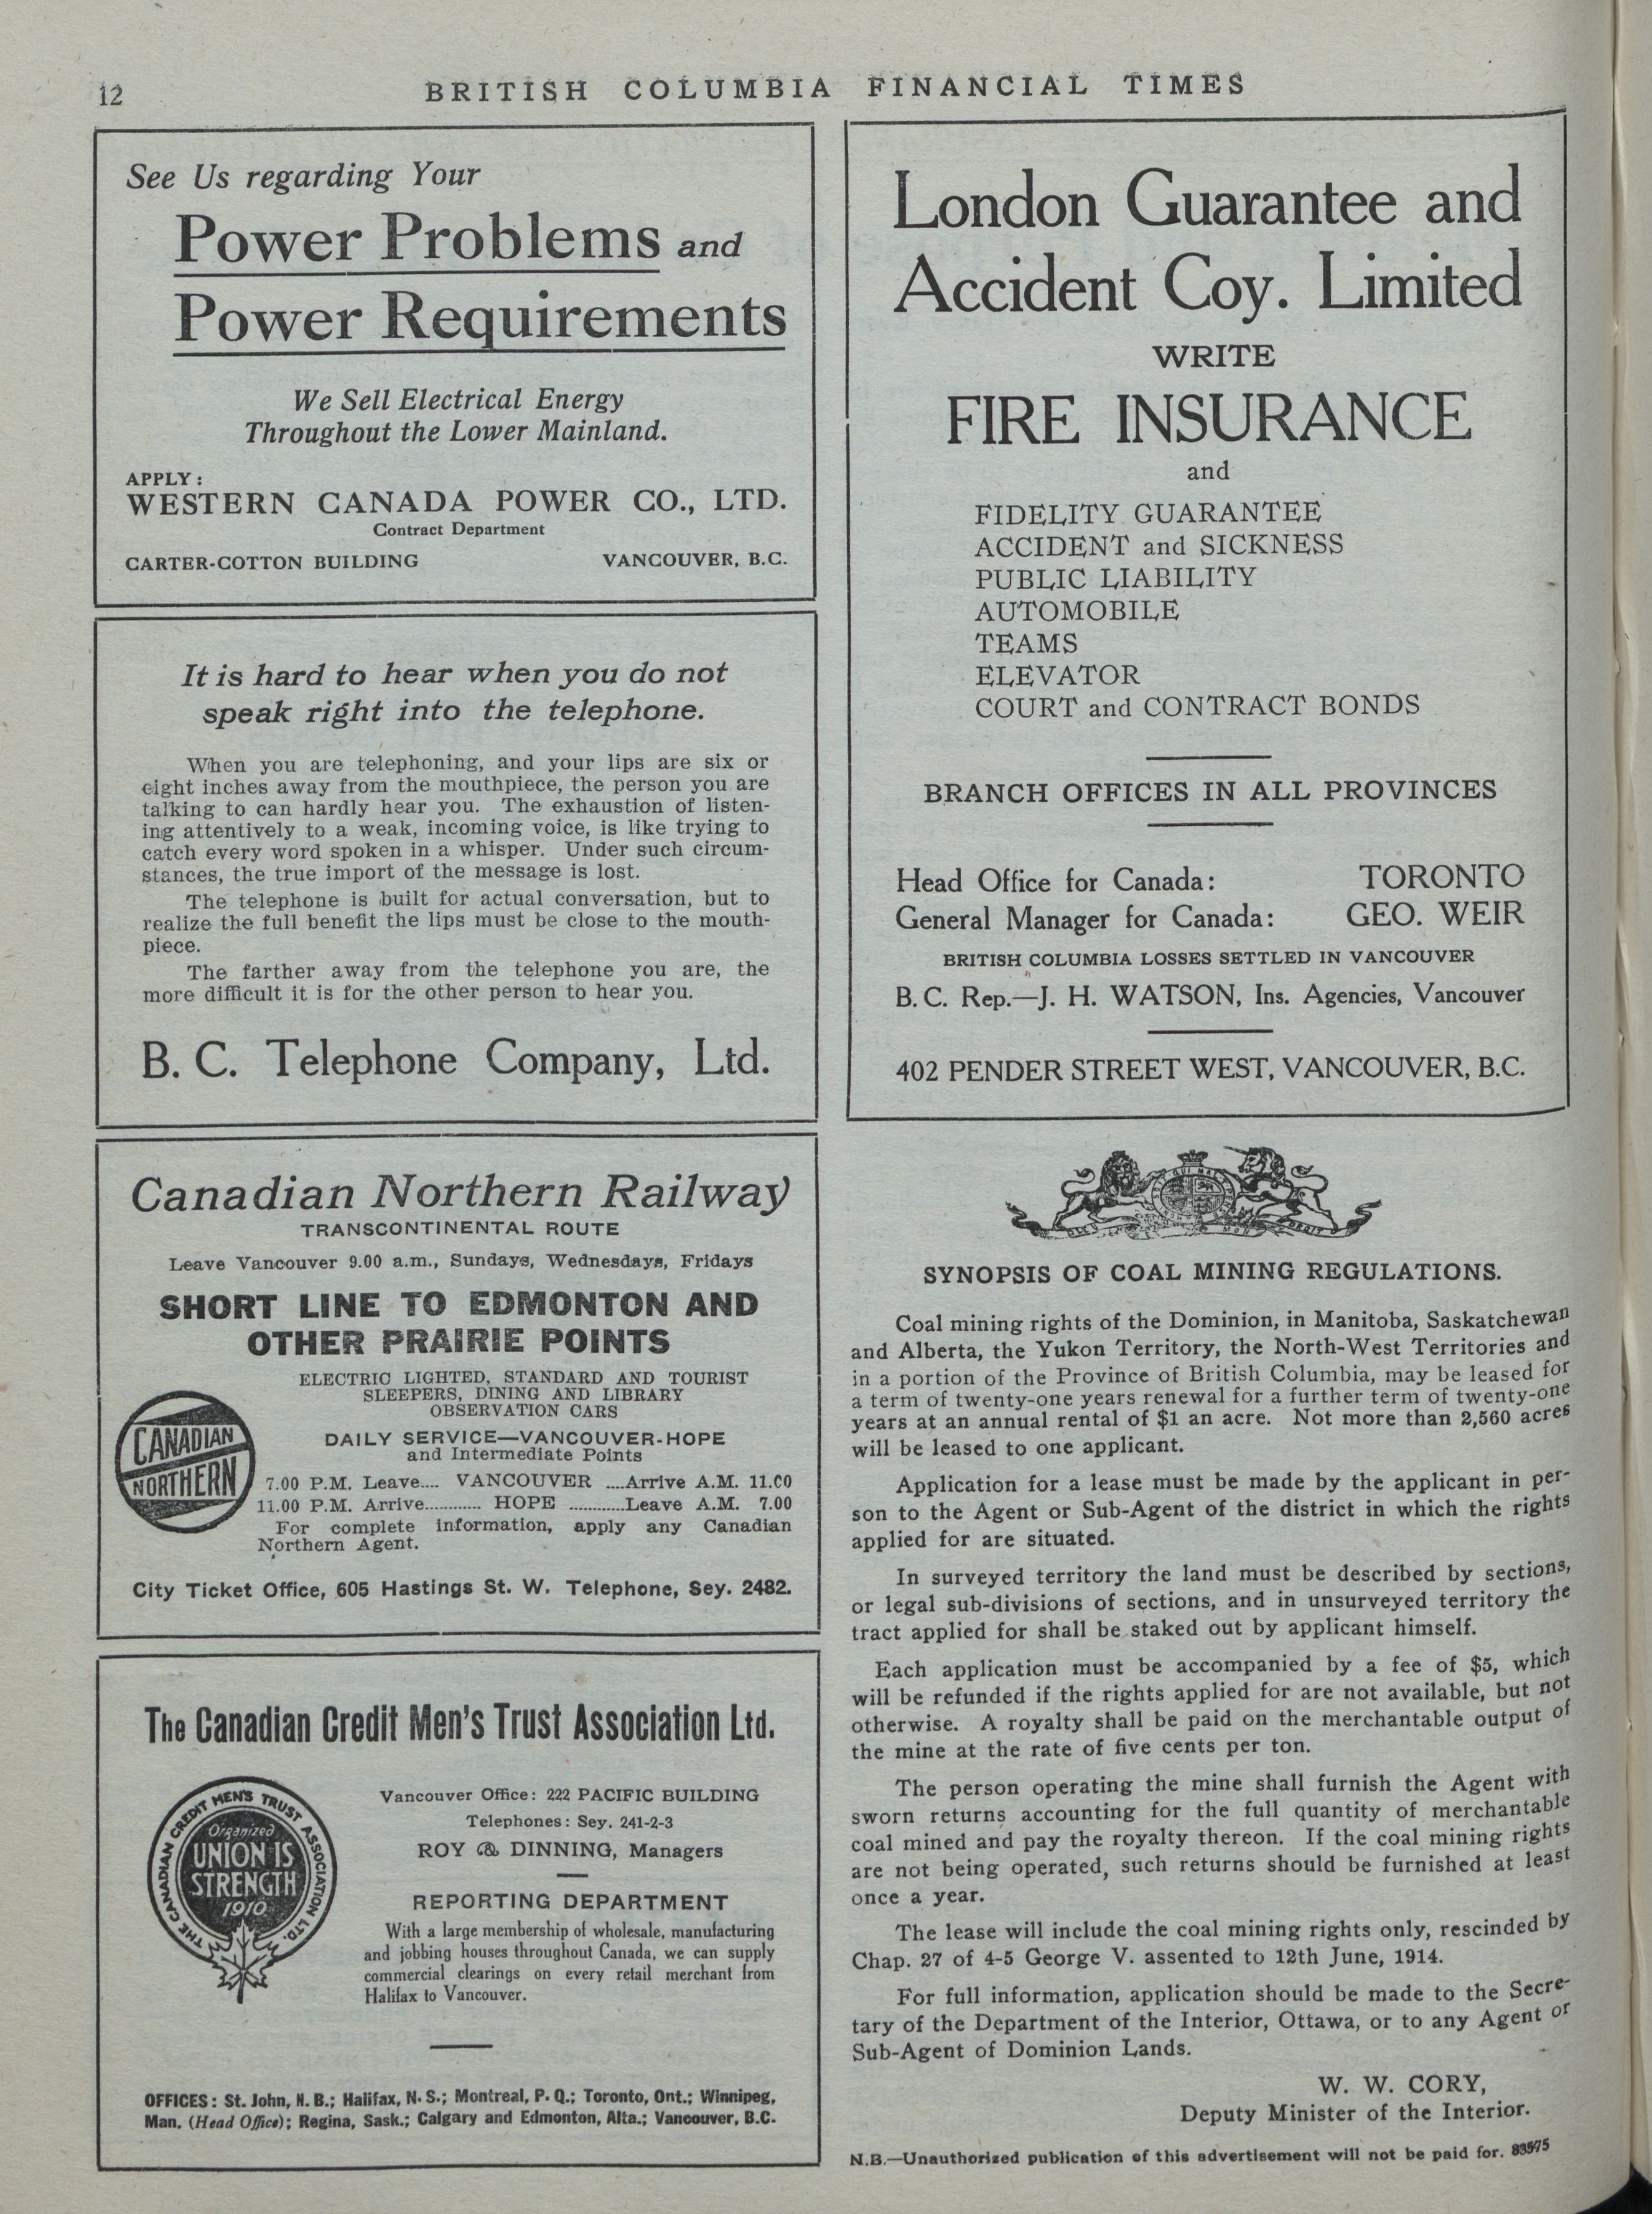 12
BRITISH COLUMBIA FINANCIAL TIMES
See Us regarding Your
Power Problems and
Power Requirements
We Sell Electrical Energy
Throughout the Lower Mainland.
APPLY:
WESTERN CANADA POWER CO., LTD.
Contract Department
CARTER-COTTON BUILDING VANCOUVER, B.C.
It is hard to hear when you do not
speak right into the telephone.
When you are telephoning, and your lips are six or
eight inches away from the mouthpiece, the person you are
talking to can hardly hear you. The exhaustion of listen-
ing attentively to a weak, incoming voice, is like trying to
catch every word spoken in a whisper. Under such circum-
stances, the true import of the message is lost.
The telephone is built for actual conversation, but to
realize the full benefit the lips must be close to the mouth-
piece.
The farther away from the telephone you are, the
more difficult it is for the other person to hear you.
B. C. Telephone Company, Ltd.
Canadian Northern Railway
TRANSCONTINENTAL ROUTE
Leave Vancouver 9.00 a.m., Sundays, Wednesdays, Fridays
SHORT LINE TO EDMONTON AND
OTHER PRAIRIE POINTS
ELECTRIC LIGHTED, STANDARD AND TOURIST
SLEEPERS, DINING AND LIBRARY
OBSERVATION CARS
CANADIAN
NORTHERN
DAILY SERVICE—VANCOUVER-HOPE
and Intermediate Points
7.00 P.M. Leave.... VANCOUVER ....Arrive A.M. 11.00
11.00 P.M. Arrive........... HOPE ...........Leave A.M. 7.00
For complete information, apply any Canadian
Northern Agent.
City Ticket Office, 605 Hastings St. W. Telephone, Sey. 2482.
The Canadian Credit Men's Trust Association Ltd.
THE CANADIAN CREDIT MEN'S TRUST ASSOCIATION LTD.
Organized
UNION IS
STRENGTH
1910
Vancouver Office: 222 PACIFIC BUILDING
Telephones: Sey. 241-2-3
ROY & DINNING, Managers
REPORTING DEPARTMENT
With a large membership of wholesale, manufacturing
and jobbing houses throughout Canada, we can supply
commercial clearings on every retail merchant from
Halifax to Vancouver.
OFFICES: St. John, N. B.; Halifax, N. S.; Montreal, P. Q.; Toronto, Ont.; Winnipeg,
Man. (Head Office); Regina, Sask.; Calgary and Edmonton, Alta.; Vancouver, B.C.
London Guarantee and
Accident Coy. Limited
WRITE
FIRE INSURANCE
and
FIDELITY GUARANTEE
ACCIDENT and SICKNESS
PUBLIC LIABILITY
AUTOMOBILE
TEAMS
ELEVATOR
COURT and CONTRACT BONDS
BRANCH OFFICES IN ALL PROVINCES
Head Office for Canada: TORONTO
General Manager for Canada: GEO. WEIR
BRITISH COLUMBIA LOSSES SETTLED IN VANCOUVER
B. C. Rep.—J. H. WATSON, Ins. Agencies, Vancouver
402 PENDER STREET WEST, VANCOUVER, B.C.
SYNOPSIS OF COAL MINING REGULATIONS.
Coal mining rights of the Dominion, in Manitoba, Saskatchewan
and Alberta, the Yukon Territory, the North-West Territories and
in a portion of the Province of British Columbia, may be leased for
a term of twenty-one years renewal for a further term of twenty-one
years at an annual rental of $1 an acre. Not more than 2,560 acres
will be leased to one applicant.
Application for a lease must be made by the applicant in per-
son to the Agent or Sub-Agent of the district in which the rights
applied for are situated.
In surveyed territory the land must be described by sections,
or legal sub-divisions of sections, and in unsurveyed territory the
tract applied for shall be staked out by applicant himself.
Each application must be accompanied by a fee of $5, which
will be refunded if the rights applied for are not available, but not
otherwise. A royalty shall be paid on the merchantable output of
the mine at the rate of five cents per ton.
The person operating the mine shall furnish the Agent with
sworn returns accounting for the full quantity of merchantable
coal mined and pay the royalty thereon. If the coal mining rights
are not being operated, such returns should be furnished at least
once a year.
The lease will include the coal mining rights only, rescinded by
Chap. 27 of 4-5 George V. assented to 12th June, 1914.
For full information, application should be made to the Secre-
tary of the Department of the Interior, Ottawa, or to any Agent or
Sub-Agent of Dominion Lands.
W. W. CORY,
Deputy Minister of the Interior.
N.B.—Unauthorized publication of this advertisement will not be paid for. 83575